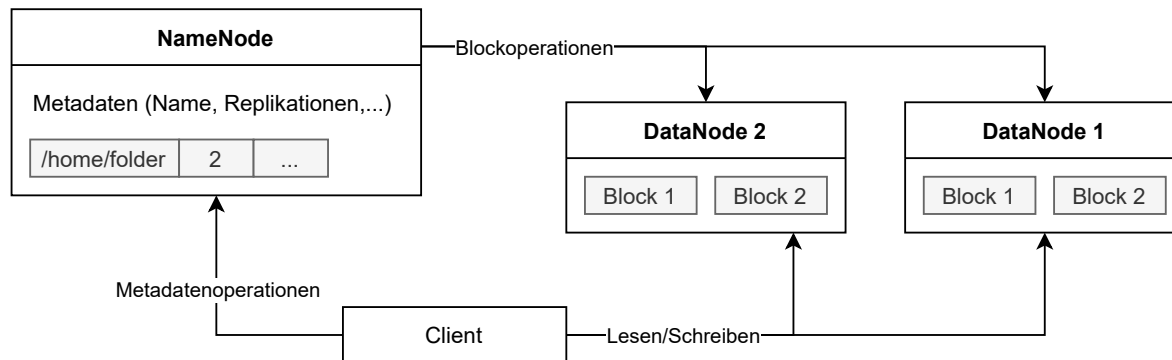 NameNode
Blockoperationen
Metadaten (Name, Replikationen,...)
/home/folder 2 ...
DataNode 2
DataNode 1
Block 1 Block 2
Block 1 Block 2
Metadatenoperationen
Client
Lesen/Schreiben